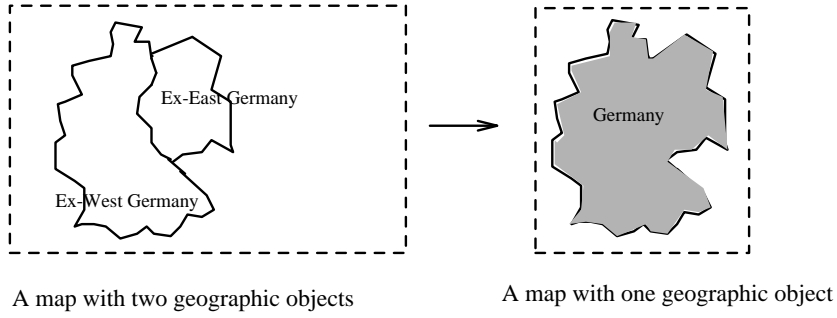 Ex-East Germany
Germany
Ex-West Germany
A map with two geographic objects
A map with one geographic object